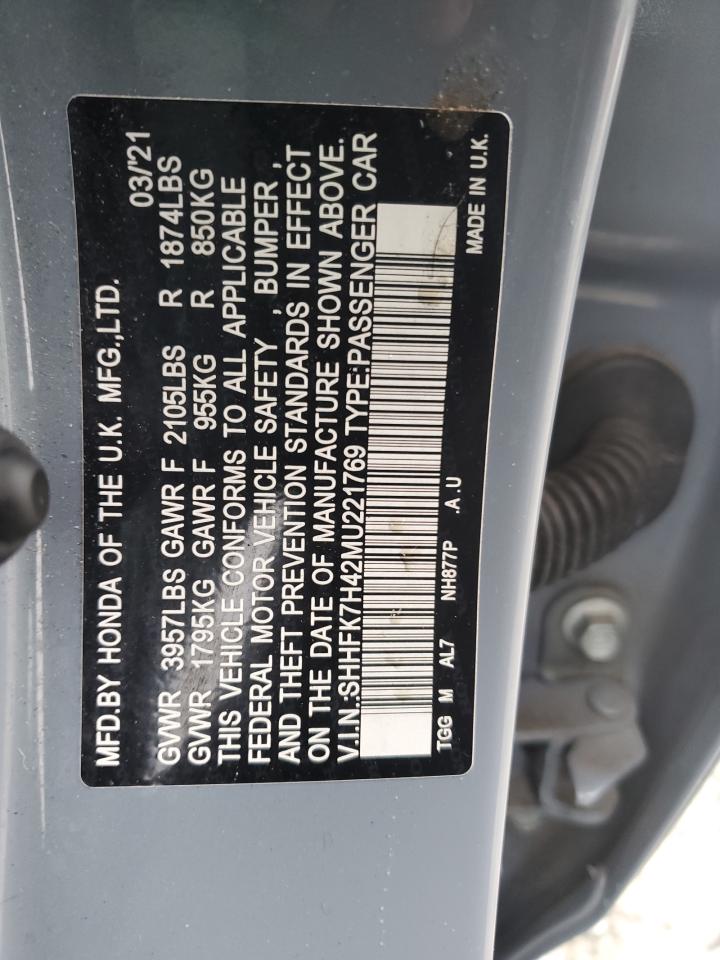 MFD.BY HONDA OF THE U.K. MFG.,LTD. 03/'21
GVWR 3957LBS GAWR F 2105LBS R 1874LBS
GVWR 1795KG GAWR F 955KG R 850KG
THIS VEHICLE CONFORMS TO ALL APPLICABLE
FEDERAL MOTOR VEHICLE SAFETY , BUMPER ,
AND THEFT PREVENTION STANDARDS IN EFFECT
ON THE DATE OF MANUFACTURE SHOWN ABOVE.
V.I.N.:SHHFK7H42MU221769 TYPE:PASSENGER CAR
TGG M AL7 NH877P .A.U MADE IN U.K.